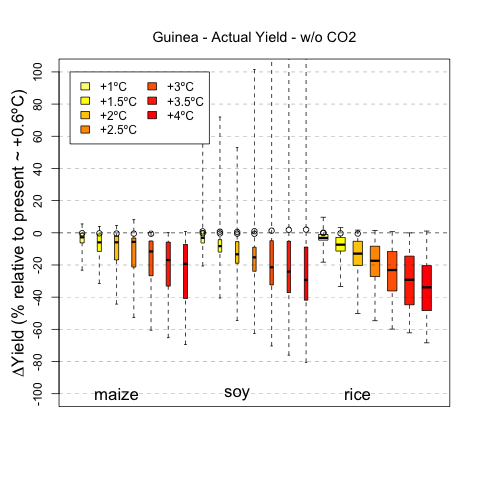 Guinea - Actual Yield - w/o CO2
ΔYield (% relative to present ~ +0.6ºC)
100
80
60
40
20
0
-20
-40
-60
-80
-100
+1ºC
+1.5ºC
+2ºC
+2.5ºC
+3ºC
+3.5ºC
+4ºC
maize
soy
rice